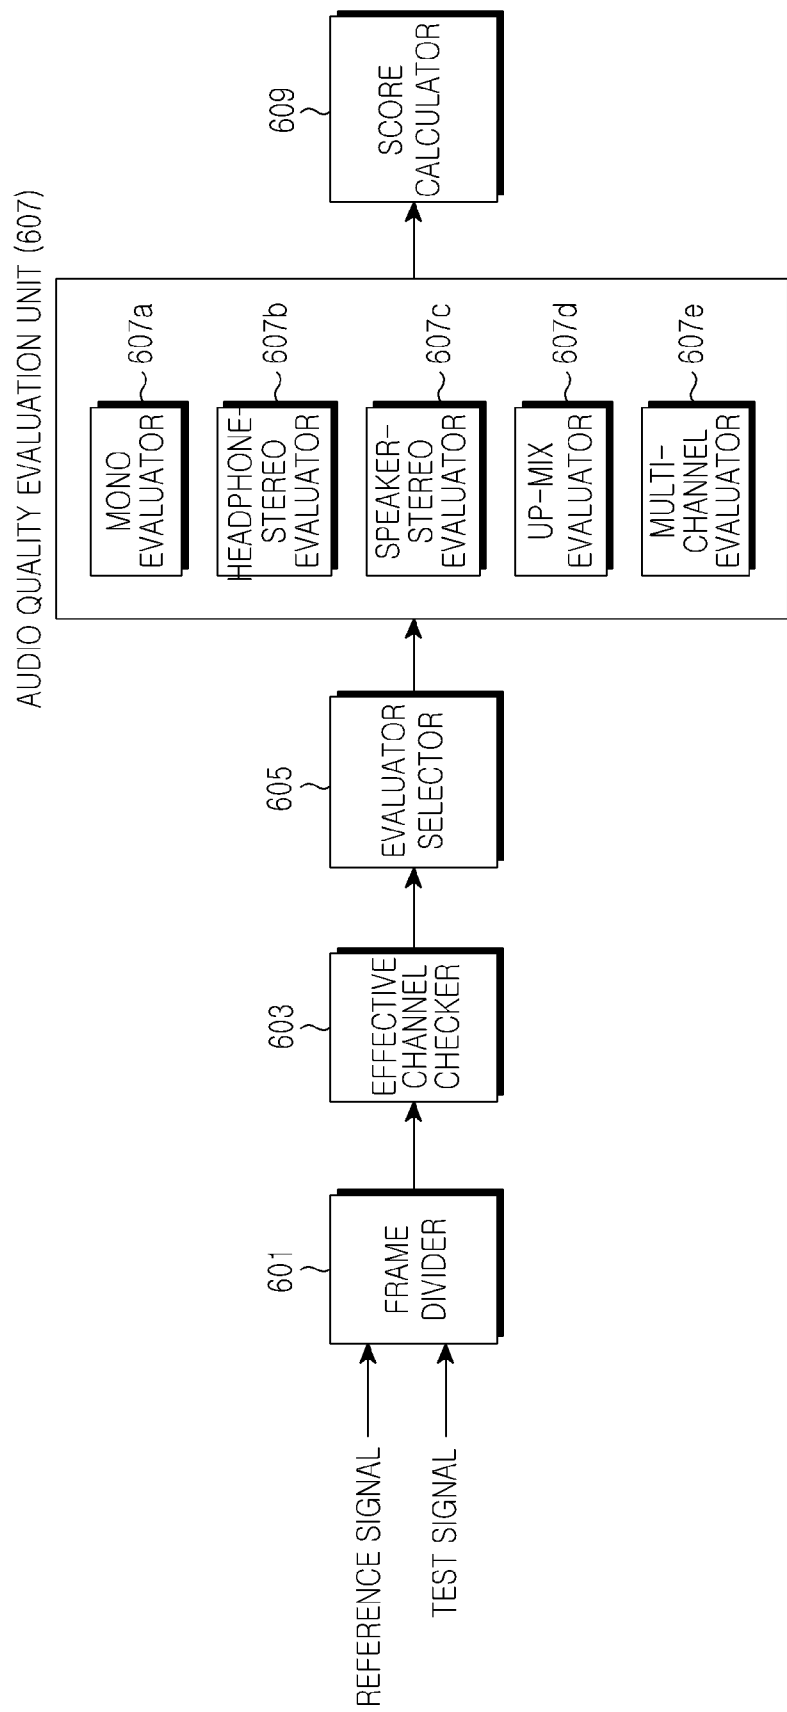 AUDIO QUALITY EVALUATION UNIT (607)
REFERENCE SIGNAL
TEST SIGNAL
601
FRAME
DIVIDER
603
EFFECTIVE
CHANNEL
CHECKER
605
EVALUATOR
SELECTOR
MONO
EVALUATOR
607a
HEADPHONE-
STEREO
EVALUATOR
607b
SPEAKER-
STEREO
EVALUATOR
607c
UP-MIX
EVALUATOR
607d
MULTI-
CHANNEL
EVALUATOR
607e
609
SCORE
CALCULATOR